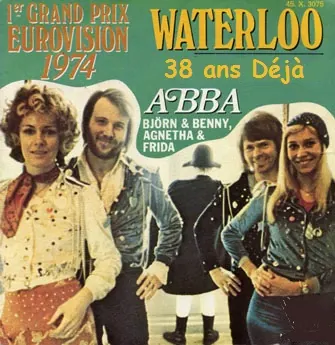 1er GRAND PRIX
EUROVISION
1974
45. X. 3075
WATERLOO
38 ans Déjà
ABBA
BJÖRN & BENNY,
AGNETHA &
FRIDA